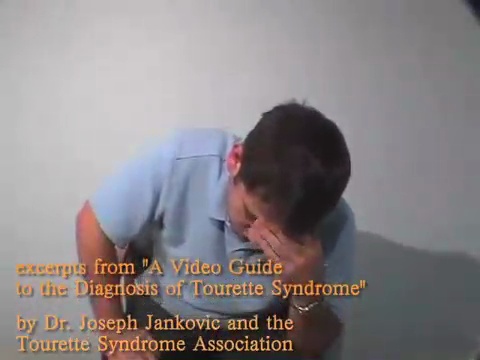 excerpts from "A Video Guide
to the Diagnosis of Tourette Syndrome"
by Dr. Joseph Jankovic and the
Tourette Syndrome Association